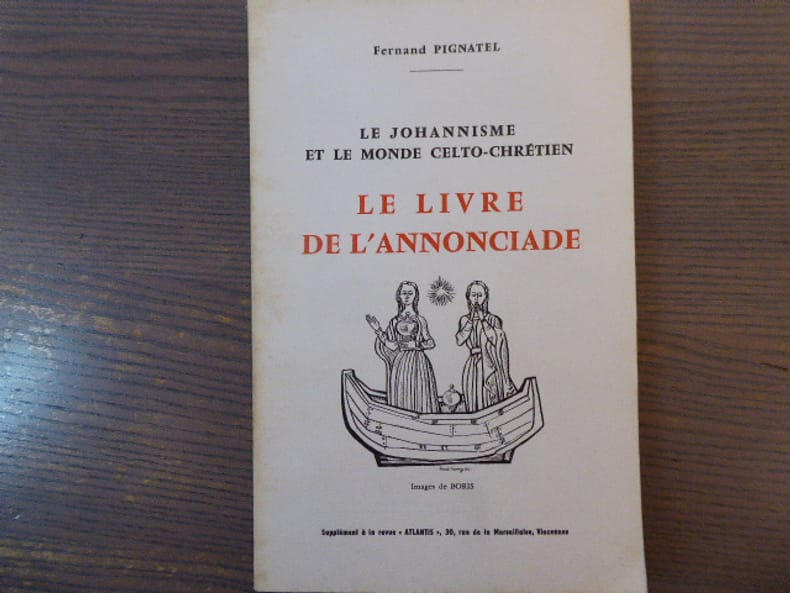 Fernand PIGNATEL
LE JOHANNISME
ET LE MONDE CELTO-CHRÉTIEN
LE LIVRE
DE L'ANNONCIADE
Images de BORIS
Supplément à la revue « ATLANTIS », 30, rue de la Marseillaise, Vincennes